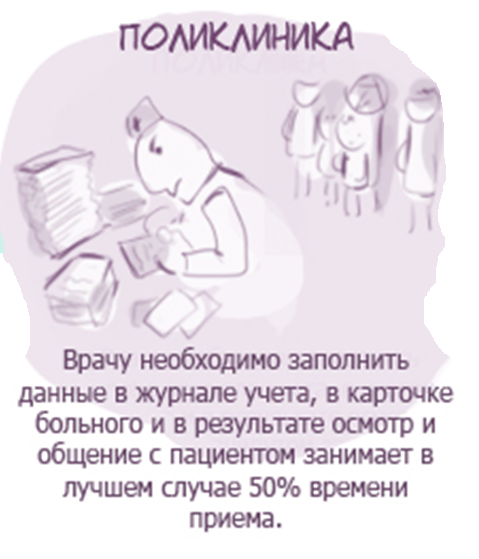 ПОЛИКЛИНИКА
Врачу необходимо заполнить
данные в журнале учета, в карточке
больного и в результате осмотр и
общение с пациентом занимает в
лучшем случае 50% времени
приема.